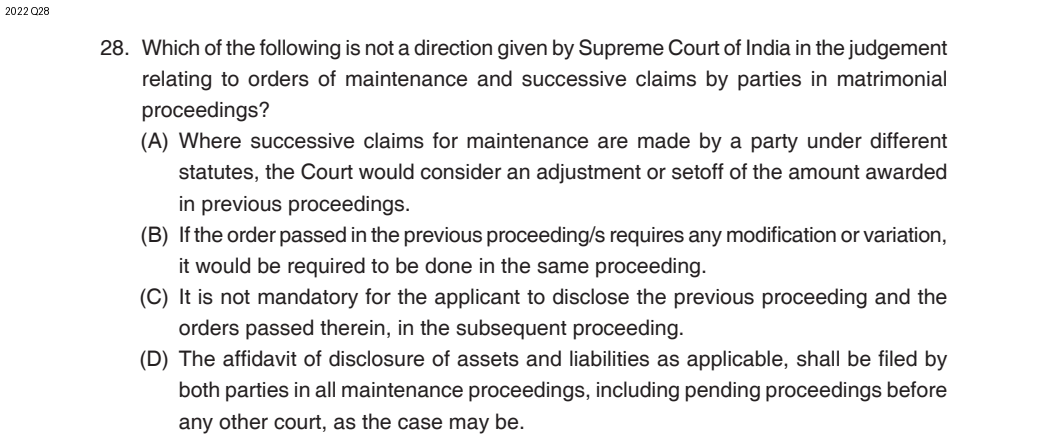 2022 Q28
28. Which of the following is not a direction given by Supreme Court of India in the judgement
relating to orders of maintenance and successive claims by parties in matrimonial
proceedings?
(A) Where successive claims for maintenance are made by a party under different
statutes, the Court would consider an adjustment or setoff of the amount awarded
in previous proceedings.
(B) If the order passed in the previous proceeding/s requires any modification or variation,
it would be required to be done in the same proceeding.
(C) It is not mandatory for the applicant to disclose the previous proceeding and the
orders passed therein, in the subsequent proceeding.
(D) The affidavit of disclosure of assets and liabilities as applicable, shall be filed by
both parties in all maintenance proceedings, including pending proceedings before
any other court, as the case may be.